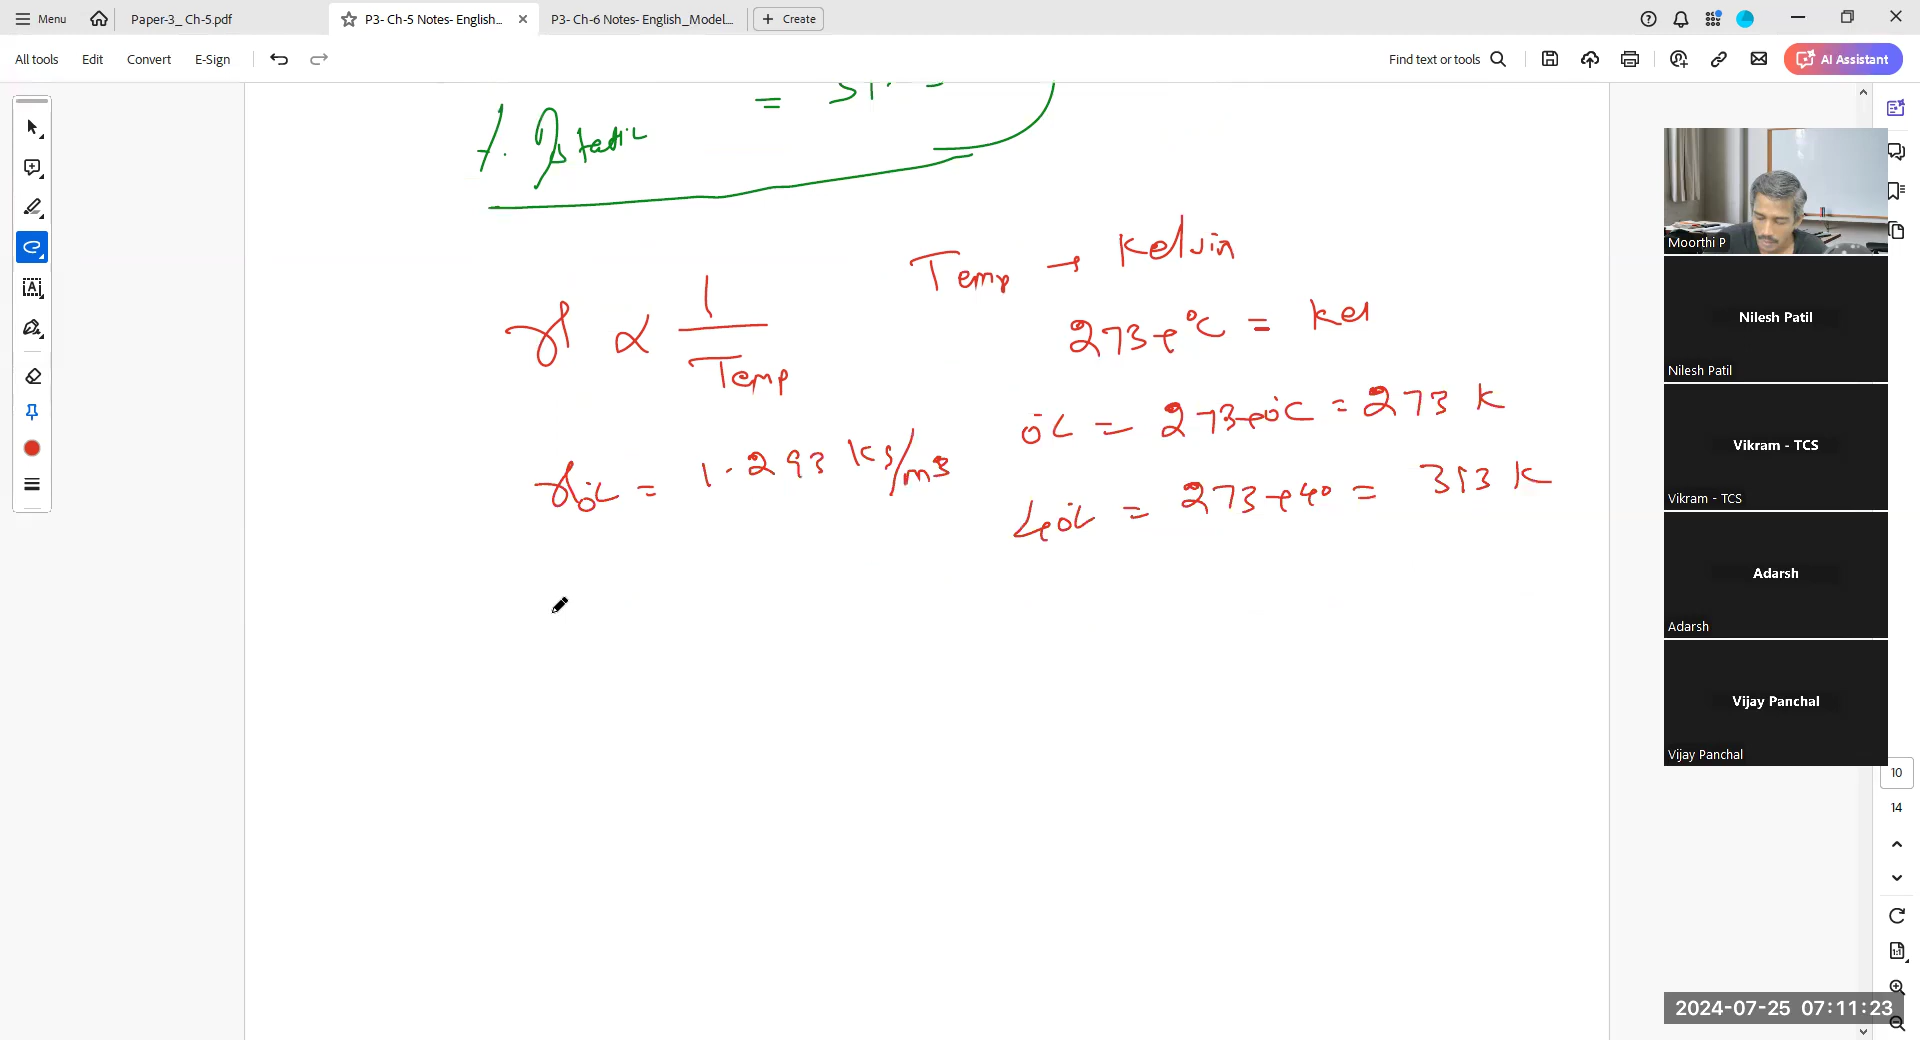 Menu
Paper-3_ Ch-5.pdf
P3- Ch-5 Notes- English...
P3- Ch-6 Notes- English_Model...
+ Create
All tools
Edit
Convert
E-Sign
Find text or tools
AI Assistant
=
η static
Temp → Kelvin
γ ∝ 1 / Temp
273+°C = Kel
0°C = 273+0°C = 273 K
γ0°C = 1.293 kg/m3
40°C = 273+40 = 313 K
Moorthi P
Nilesh Patil
Nilesh Patil
Vikram - TCS
Vikram - TCS
Adarsh
Adarsh
Vijay Panchal
Vijay Panchal
10
14
2024-07-25 07:11:23